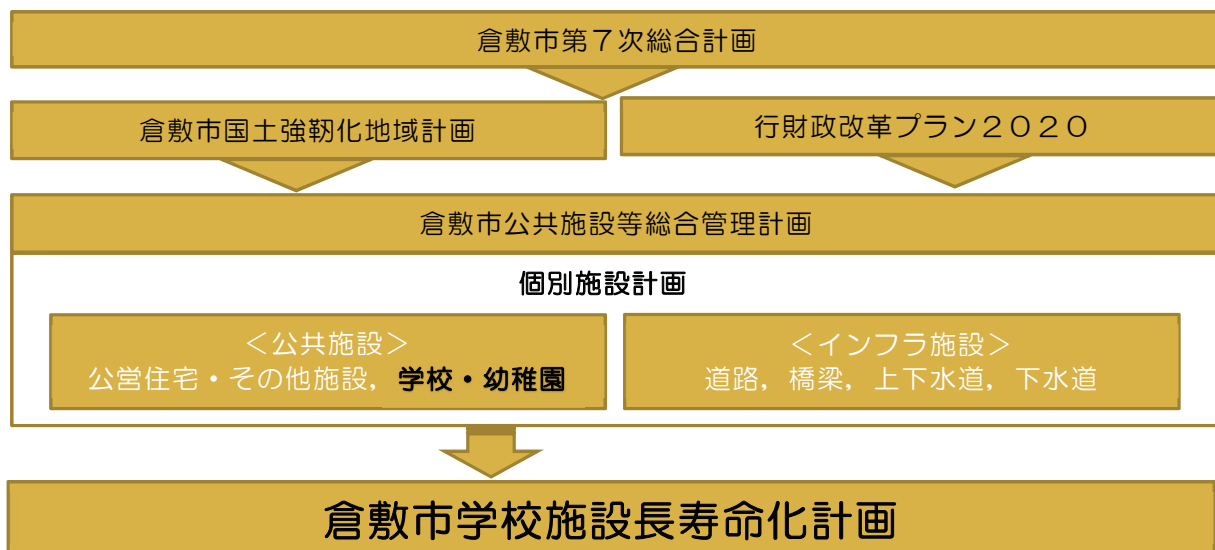 倉敷市第７次総合計画
倉敷市国土強靭化地域計画
行財政改革プラン２０２０
倉敷市公共施設等総合管理計画
個別施設計画
＜公共施設＞
公営住宅・その他施設，学校・幼稚園
＜インフラ施設＞
道路，橋梁，上下水道，下水道
倉敷市学校施設長寿命化計画